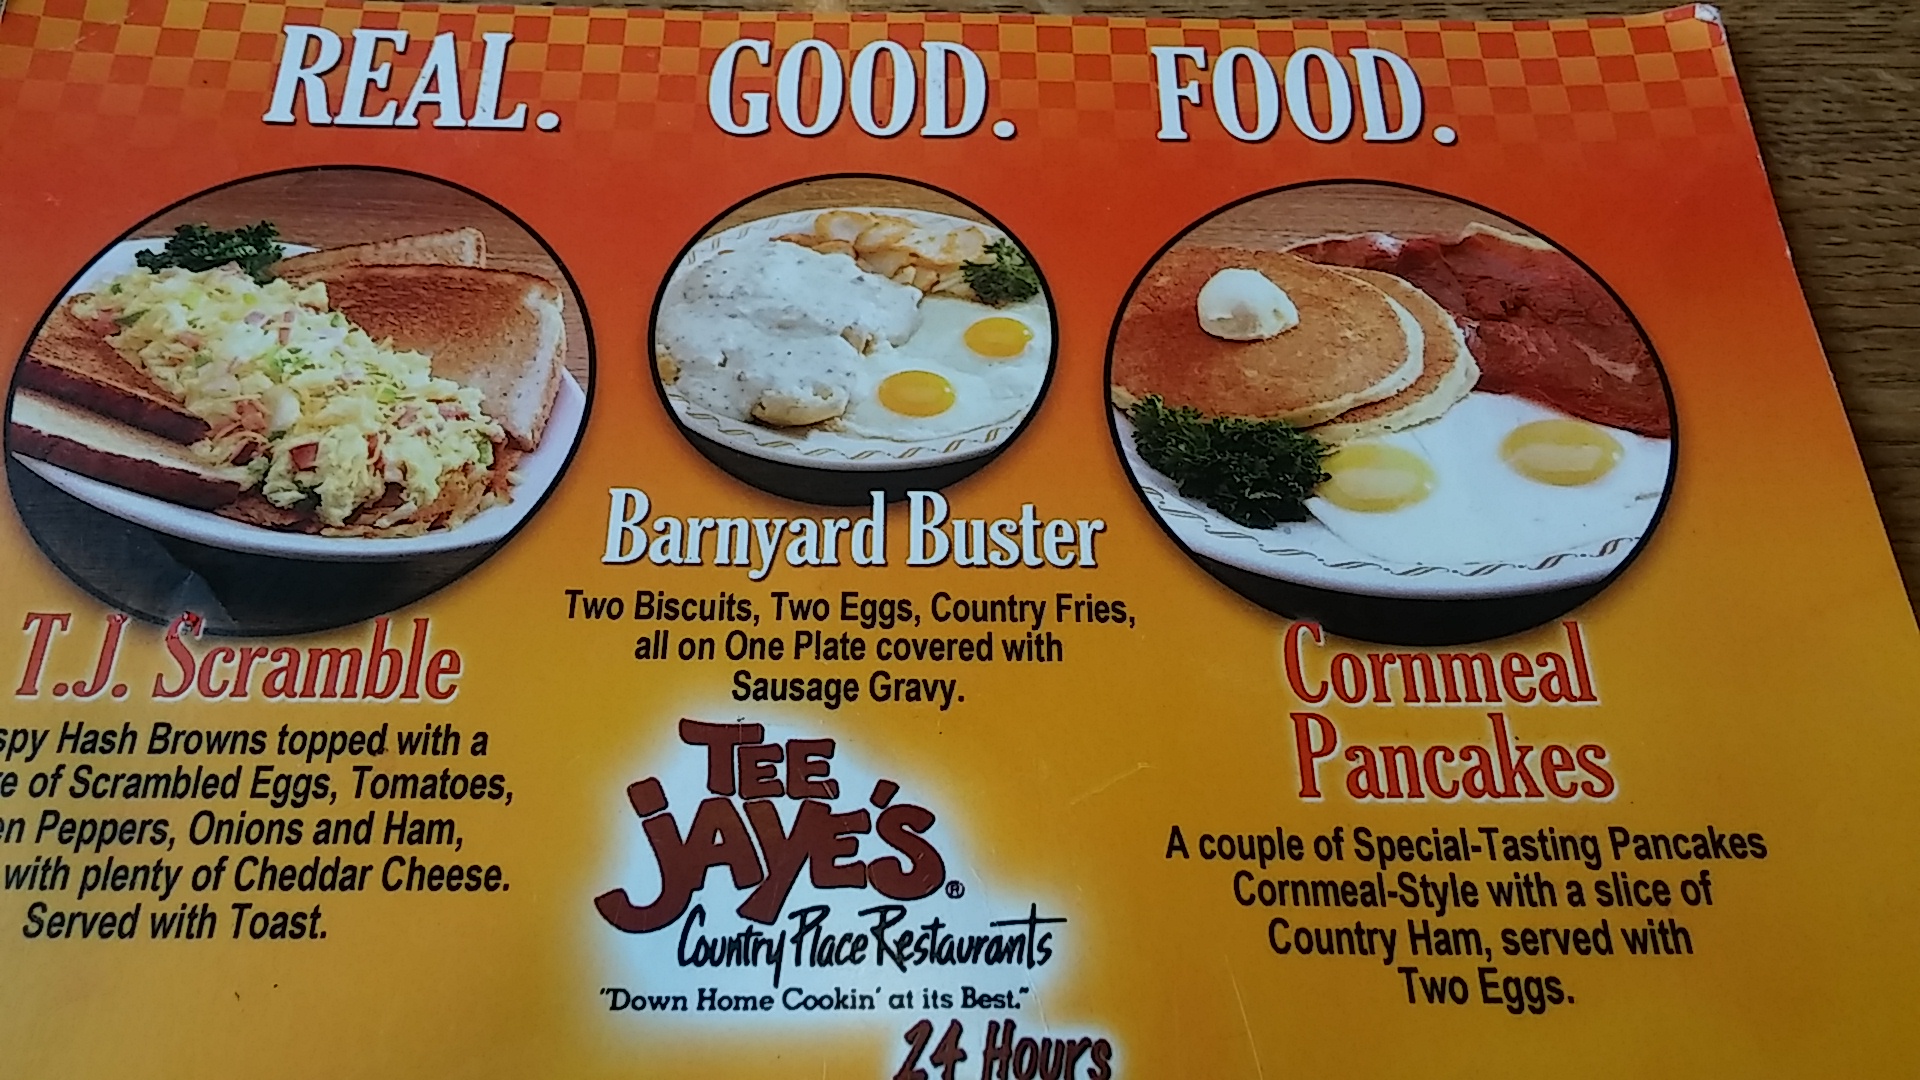 REAL. GOOD. FOOD.
T.J. Scramble
Hash Browns topped with a
of Scrambled Eggs, Tomatoes,
Peppers, Onions and Ham,
with plenty of Cheddar Cheese.
Served with Toast.
Barnyard Buster
Two Biscuits, Two Eggs, Country Fries,
all on One Plate covered with
Sausage Gravy.
TEE
JAYE'S®
Country Place Restaurants
"Down Home Cookin' at its Best."
24 Hours
Cornmeal
Pancakes
A couple of Special-Tasting Pancakes
Cornmeal-Style with a slice of
Country Ham, served with
Two Eggs.